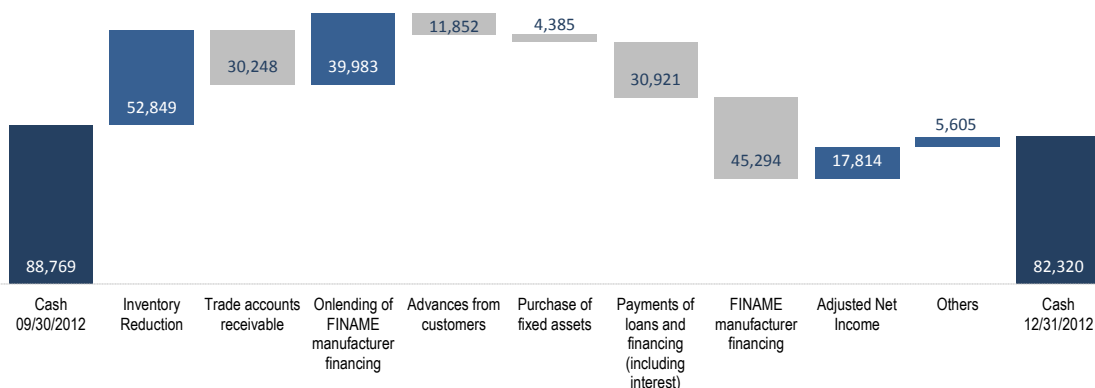 11,852
4,385
5,605
30,248
39,983
30,921
52,849
45,294
17,814
88,769
82,320
Cash
09/30/2012
Inventory
Reduction
Trade accounts
receivable
Onlending of
FINAME
manufacturer
financing
Advances from
customers
Purchase of
fixed assets
Payments of
loans and
financing
(including
interest)
FINAME
manufacturer
financing
Adjusted Net
Income
Others
Cash
12/31/2012